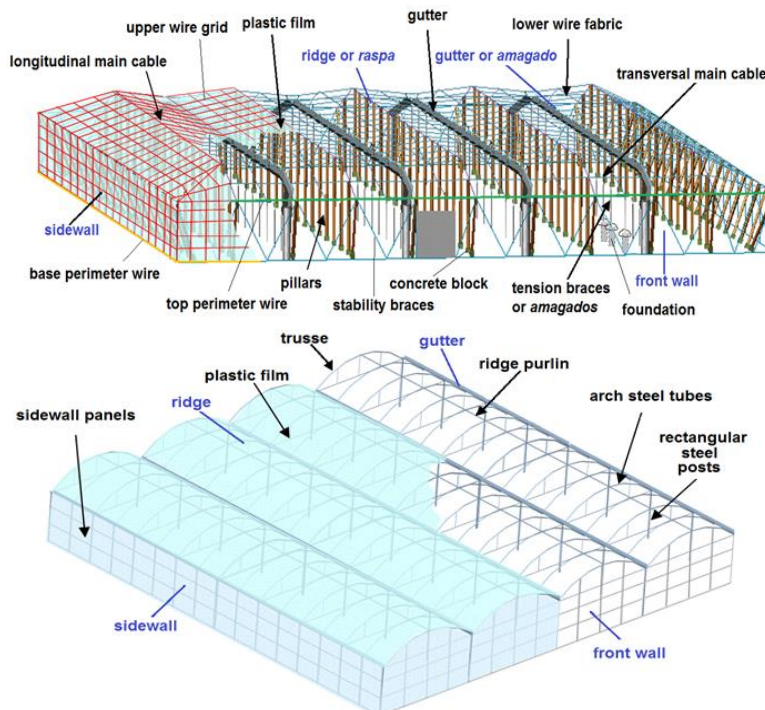 upper wire grid
plastic film
gutter
lower wire fabric
longitudinal main cable
ridge or raspa
gutter or amagado
transversal main cable
sidewall
base perimeter wire
top perimeter wire
pillars
stability braces
concrete block
tension braces
or amagados
foundation
front wall
trusse
gutter
plastic film
ridge purlin
ridge
arch steel tubes
sidewall panels
rectangular
steel
posts
sidewall
front wall